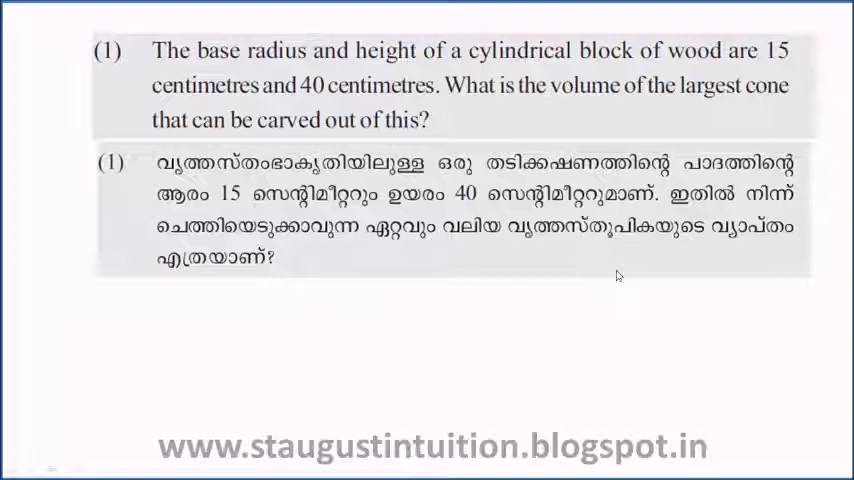 (1) The base radius and height of a cylindrical block of wood are 15
centimetres and 40 centimetres. What is the volume of the largest cone
that can be carved out of this?
(1) വൃത്തസ്തംഭാകൃതിയിലുള്ള ഒരു തടിക്കഷണത്തിന്റെ പാദത്തിന്റെ
ആരം 15 സെന്റിമീറ്ററും ഉയരം 40 സെന്റിമീറ്ററുമാണ്. ഇതിൽ നിന്ന്
ചെത്തിയെടുക്കാവുന്ന ഏറ്റവും വലിയ വൃത്തസ്തൂപികയുടെ വ്യാപ്തം
എത്രയാണ്?
www.staugustintuition.blogspot.in